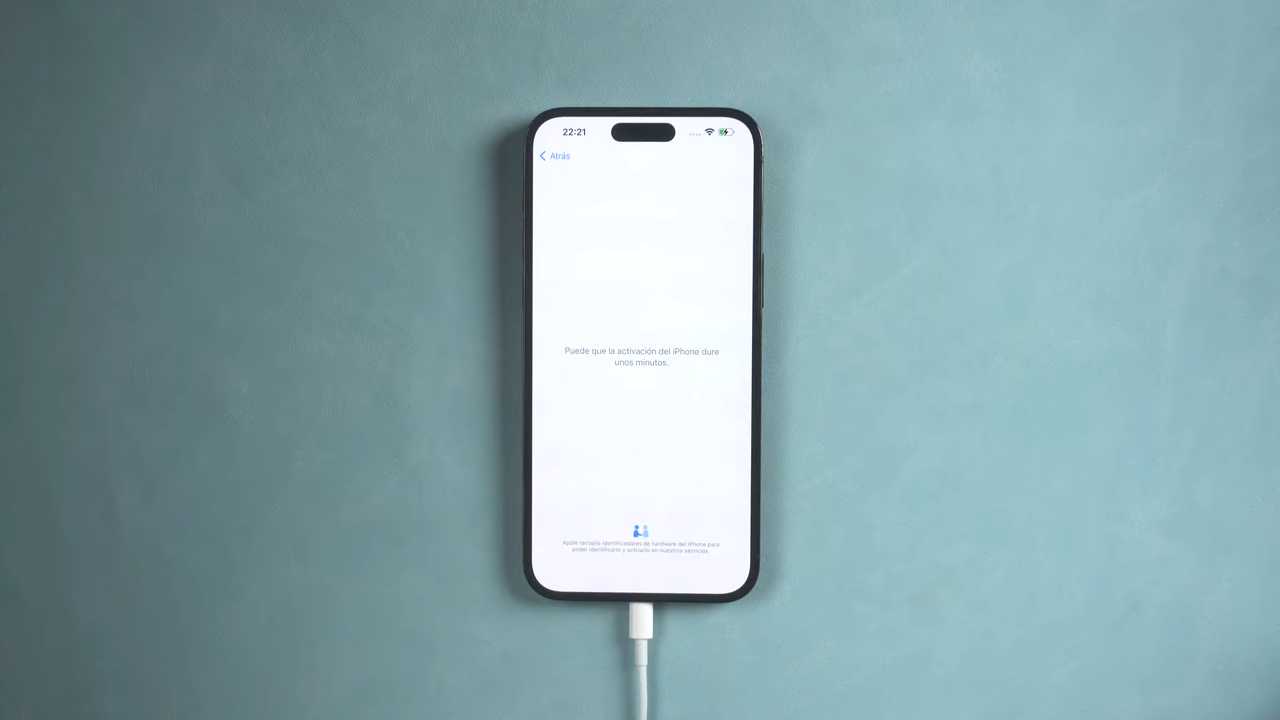 22:21
Atrás
Puede que la activación del iPhone dure
unos minutos.
Apple recopila identificadores de hardware del iPhone para
poder identificarlo y activarlo en nuestros servicios.